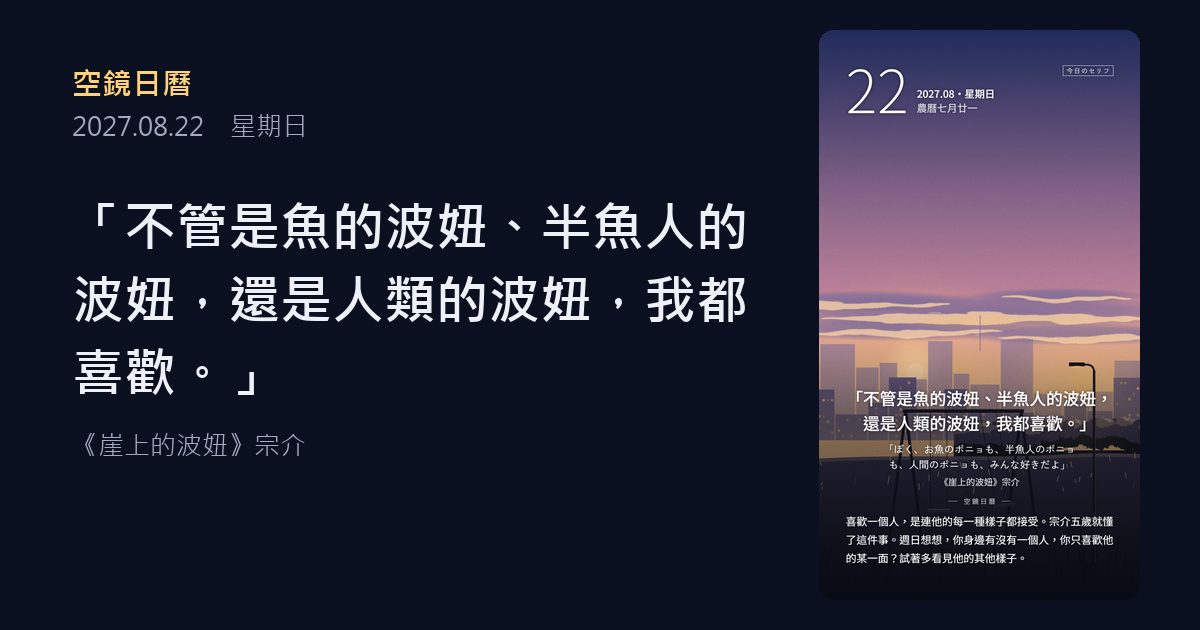 空鏡日曆
2027.08.22 星期日
「不管是魚的波妞、半魚人的
波妞，還是人類的波妞，我都
喜歡。」
《崖上的波妞》宗介
22
2027.08・星期日
農曆七月廿一
今日のセリフ
「不管是魚的波妞、半魚人的波妞，
還是人類的波妞，我都喜歡。」
「ぼく、お魚のポニョも、半魚人のポニョ
も、人間のポニョも、みんな好きだよ」
《崖上的波妞》宗介
— 空鏡日曆 —
喜歡一個人，是連他的每一種樣子都接受。宗介五歲就懂
了這件事。週日想想，你身邊有沒有一個人，你只喜歡他
的某一面？試著多看見他的其他樣子。